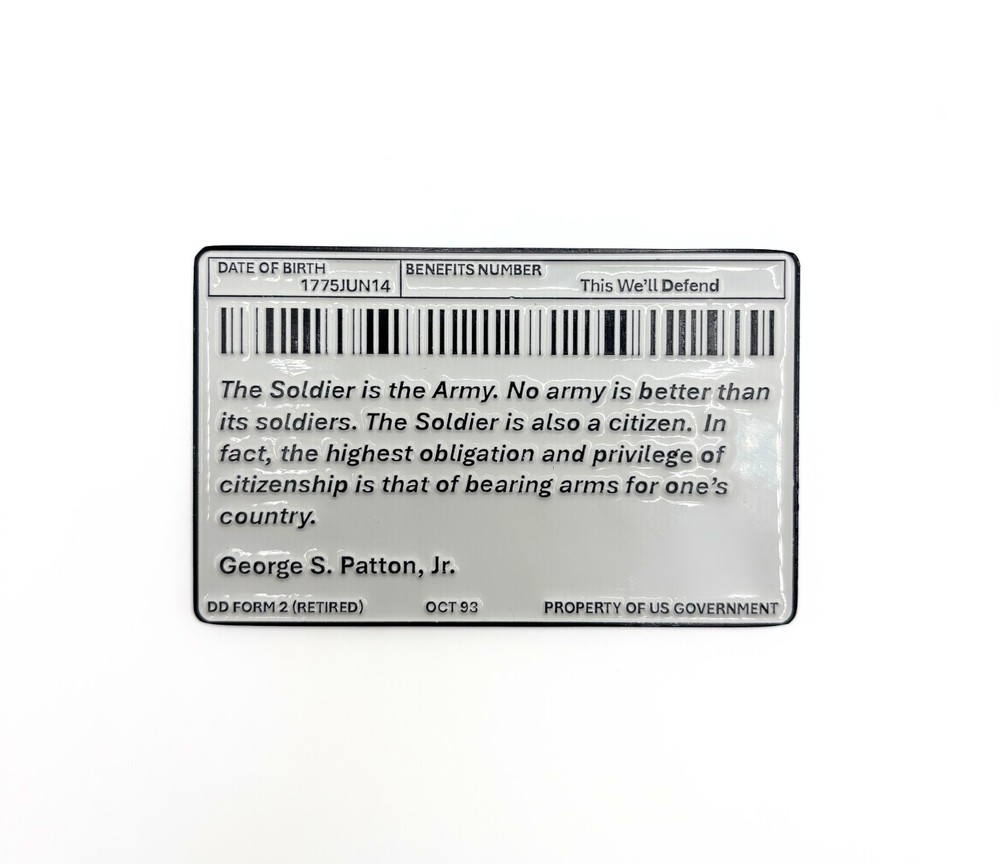 DATE OF BIRTH
1775JUN14
BENEFITS NUMBER
This We'll Defend
The Soldier is the Army. No army is better than
its soldiers. The Soldier is also a citizen. In
fact, the highest obligation and privilege of
citizenship is that of bearing arms for one's
country.
George S. Patton, Jr.
DD FORM 2 (RETIRED) OCT 93 PROPERTY OF US GOVERNMENT